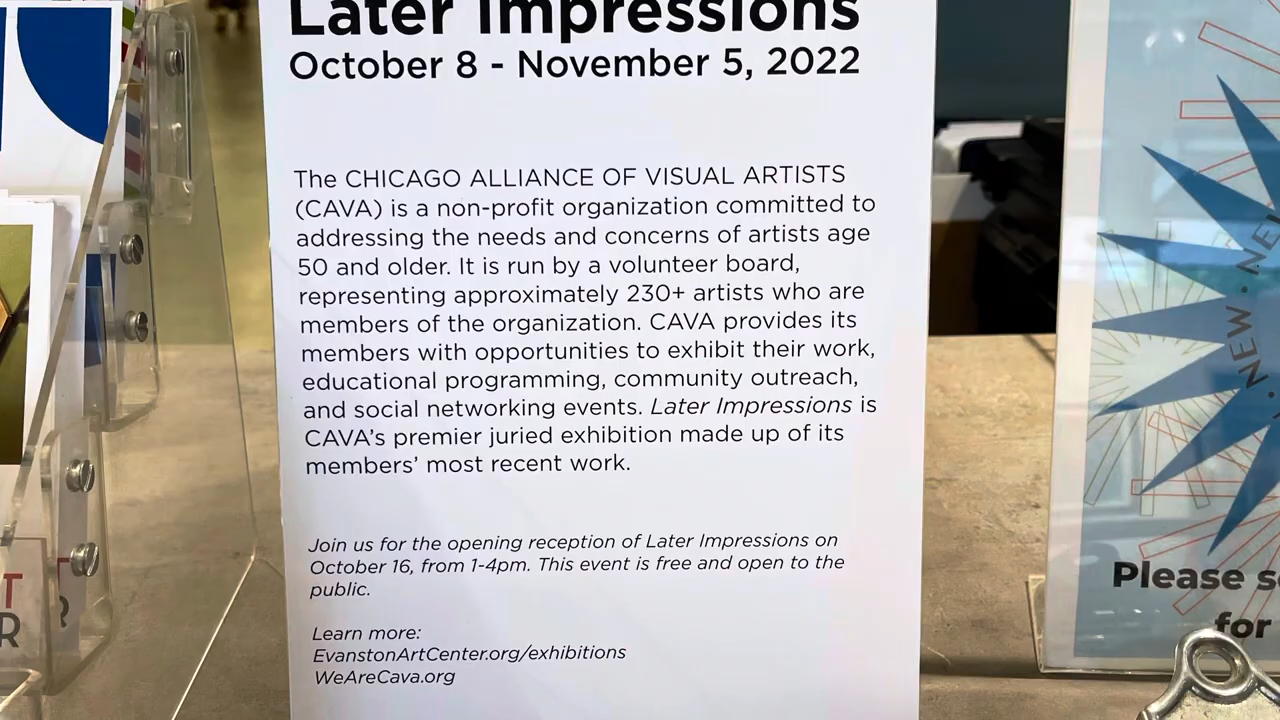 Later Impressions
October 8 - November 5, 2022
The CHICAGO ALLIANCE OF VISUAL ARTISTS
(CAVA) is a non-profit organization committed to
addressing the needs and concerns of artists age
50 and older. It is run by a volunteer board,
representing approximately 230+ artists who are
members of the organization. CAVA provides its
members with opportunities to exhibit their work,
educational programming, community outreach,
and social networking events. Later Impressions is
CAVA's premier juried exhibition made up of its
members' most recent work.
Join us for the opening reception of Later Impressions on
October 16, from 1-4pm. This event is free and open to the
public.
Learn more:
EvanstonArtCenter.org/exhibitions
WeAreCava.org
NEW • NEW
Please
for